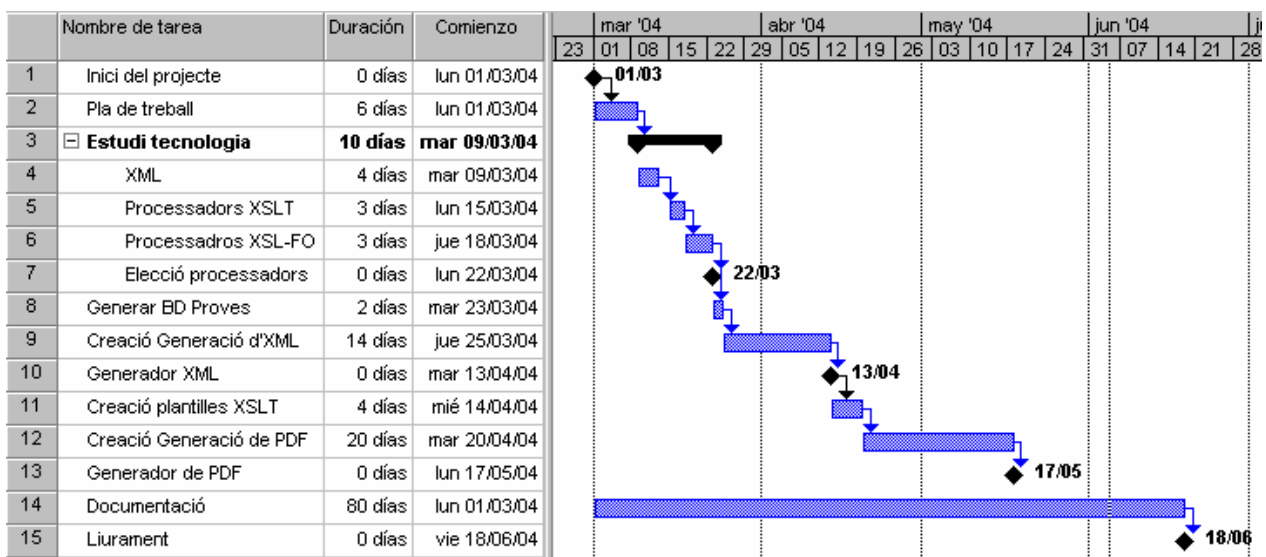 Nombre de tarea Duración Comienzo mar '04 abr '04 may '04 jun '04
23 01 08 15 22 29 05 12 19 26 03 10 17 24 31 07 14 21 28
1 Inici del projecte 0 días lun 01/03/04 01/03
2 Pla de treball 6 días lun 01/03/04
3 Estudi tecnologia 10 días mar 09/03/04
4 XML 4 días mar 09/03/04
5 Processadors XSLT 3 días lun 15/03/04
6 Processadros XSL-FO 3 días jue 18/03/04
7 Elecció processadors 0 días lun 22/03/04 22/03
8 Generar BD Proves 2 días mar 23/03/04
9 Creació Generació d'XML 14 días jue 25/03/04
10 Generador XML 0 días mar 13/04/04 13/04
11 Creació plantilles XSLT 4 días mié 14/04/04
12 Creació Generació de PDF 20 días mar 20/04/04
13 Generador de PDF 0 días lun 17/05/04 17/05
14 Documentació 80 días lun 01/03/04
15 Liurament 0 días vie 18/06/04 18/06